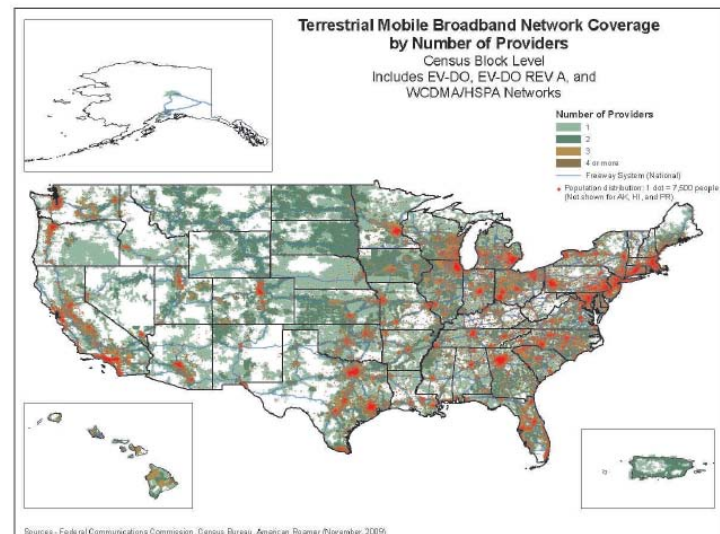 Terrestrial Mobile Broadband Network Coverage
by Number of Providers
Census Block Level
Includes EV-DO, EV-DO REV A, and
WCDMA/HSPA Networks
Number of Providers
1
2
3
4 or more
Freeway System (National)
Population distribution: 1 dot = 7,500 people
(Not shown for AK, HI, and PR)
Sources - Federal Communications Commission, Census Bureau, American Roamer (November, 2009)